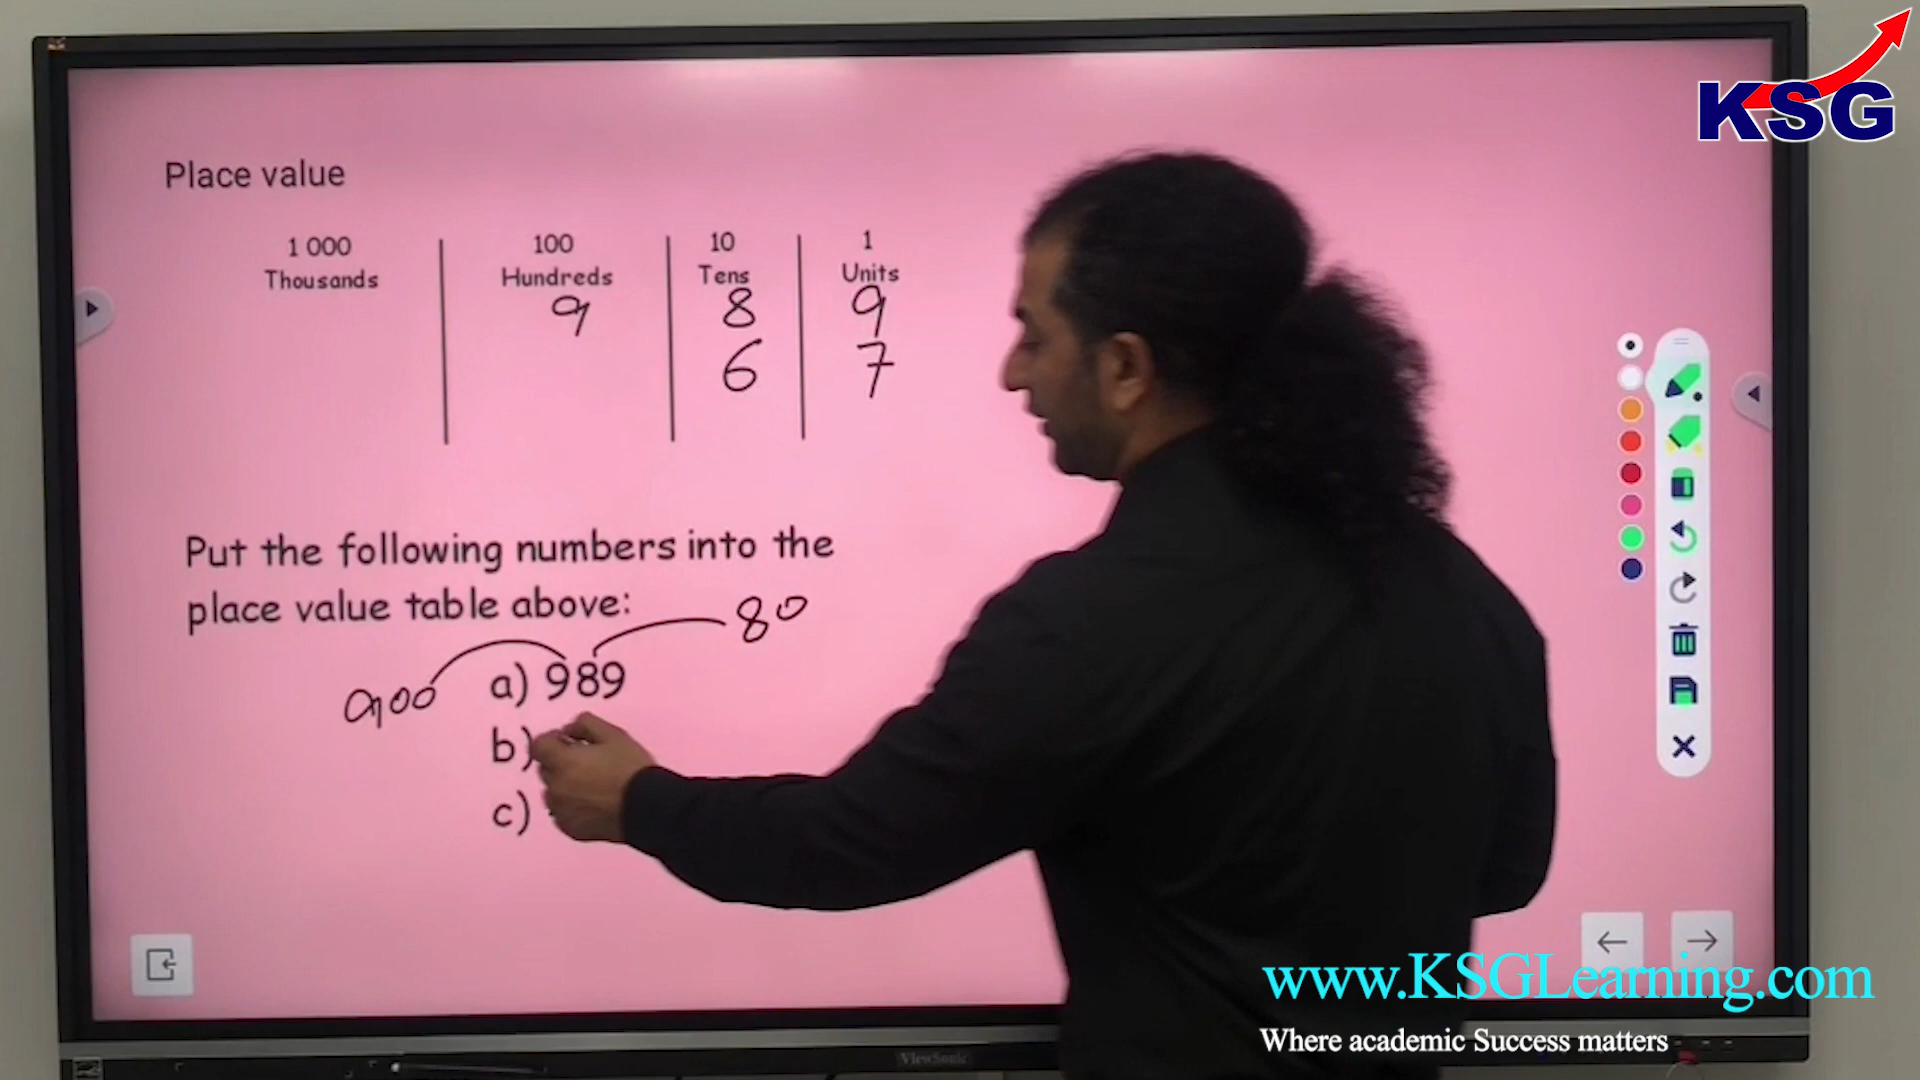 KSG
Place value
1 000 100 10 1
Thousands Hundreds Tens Units
9 8 9
6 7
Put the following numbers into the
place value table above:
80
900 a) 989
b)
c)
www.KSGLearning.com
Where academic Success matters
ViewSonic